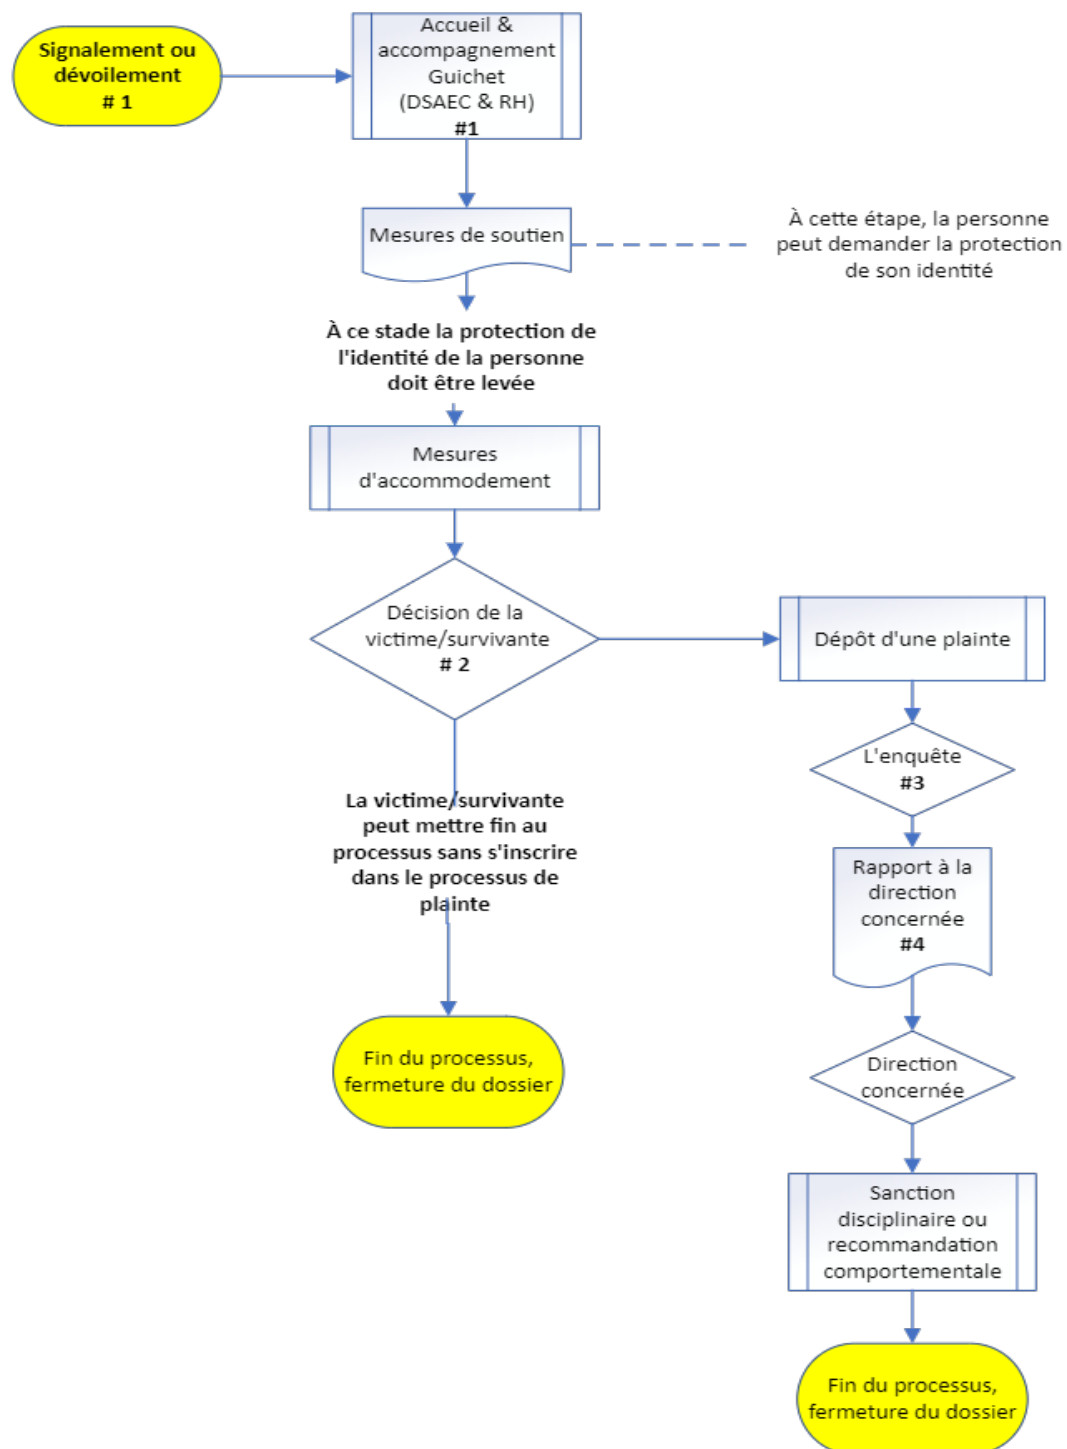 Signalement ou
dévoilement
# 1
Accueil &
accompagnement
Guichet
(DSAEC & RH)
#1
Mesures de soutien
À cette étape, la personne
peut demander la protection
de son identité
À ce stade la protection de
l'identité de la personne
doit être levée
Mesures
d'accommodement
Décision de la
victime/survivante
# 2
Dépôt d'une plainte
L'enquête
#3
La victime/survivante
peut mettre fin au
processus sans s'inscrire
dans le processus de
plainte
Rapport à la
direction
concernée
#4
Fin du processus,
fermeture du dossier
Direction
concernée
Sanction
disciplinaire ou
recommandation
comportementale
Fin du processus,
fermeture du dossier